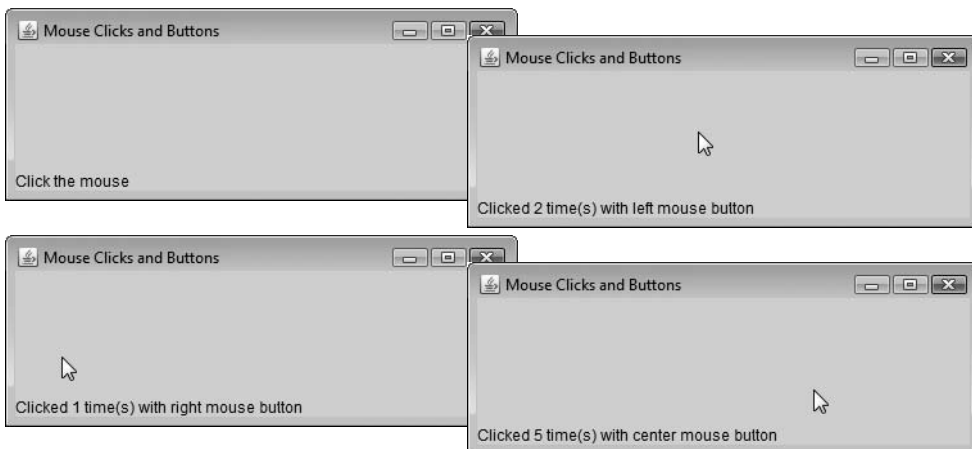 Mouse Clicks and Buttons
Click the mouse
Mouse Clicks and Buttons
Clicked 2 time(s) with left mouse button
Mouse Clicks and Buttons
Clicked 1 time(s) with right mouse button
Mouse Clicks and Buttons
Clicked 5 time(s) with center mouse button